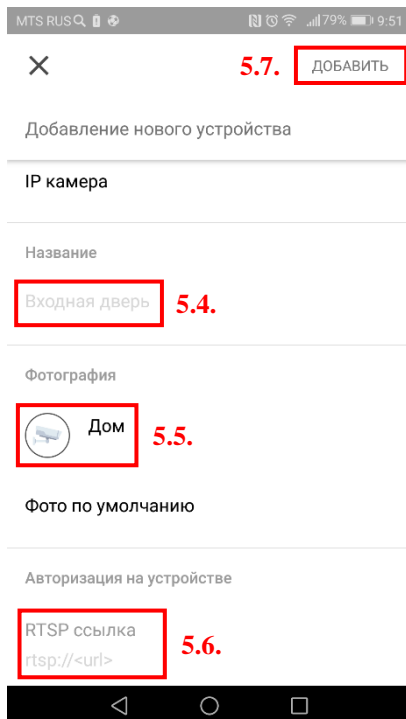 MTS RUS 79% 9:51
5.7. ДОБАВИТЬ
Добавление нового устройства
IP камера
Название
Входная дверь 5.4.
Фотография
Дом 5.5.
Фото по умолчанию
Авторизация на устройстве
RTSP ссылка
5.6.
rtsp://<url>